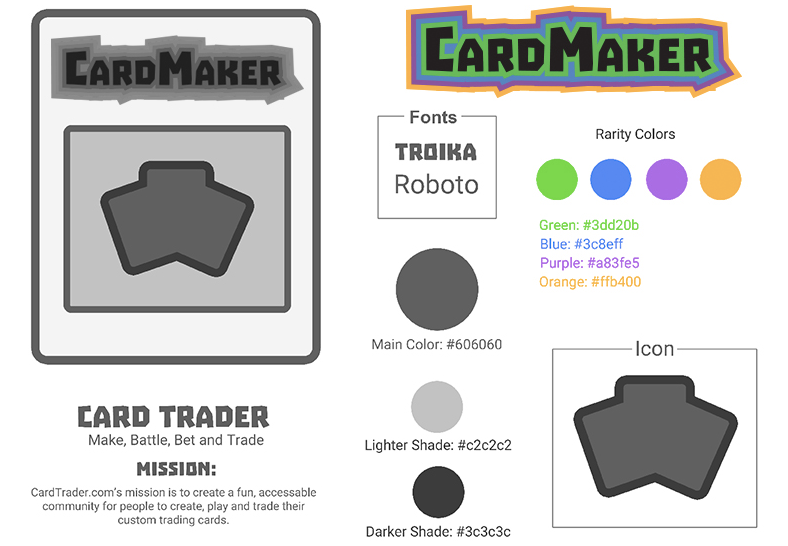 CARDMAKER
CARD TRADER
Make, Battle, Bet and Trade
MISSION:
CardTrader.com's mission is to create a fun, accessable
community for people to create, play and trade their
custom trading cards.
CARDMAKER
Fonts
TROIKA
Roboto
Rarity Colors
Green: #3dd20b
Blue: #3c8eff
Purple: #a83fe5
Orange: #ffb400
Main Color: #606060
Lighter Shade: #c2c2c2
Darker Shade: #3c3c3c
Icon